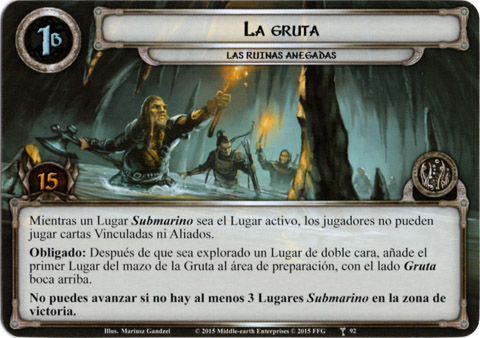 1B
La gruta
Las ruinas anegadas
15
Mientras un Lugar Submarino sea el Lugar activo, los jugadores no pueden
jugar cartas Vinculadas ni Aliados.
Obligado: Después de que sea explorado un Lugar de doble cara, añade el
primer Lugar del mazo de la Gruta al área de preparación, con el lado Gruta
boca arriba.
No puedes avanzar si no hay al menos 3 Lugares Submarino en la zona de
victoria.
Illus. Mariusz Gandzel © 2015 Middle-earth Enterprises © 2015 FFG 92